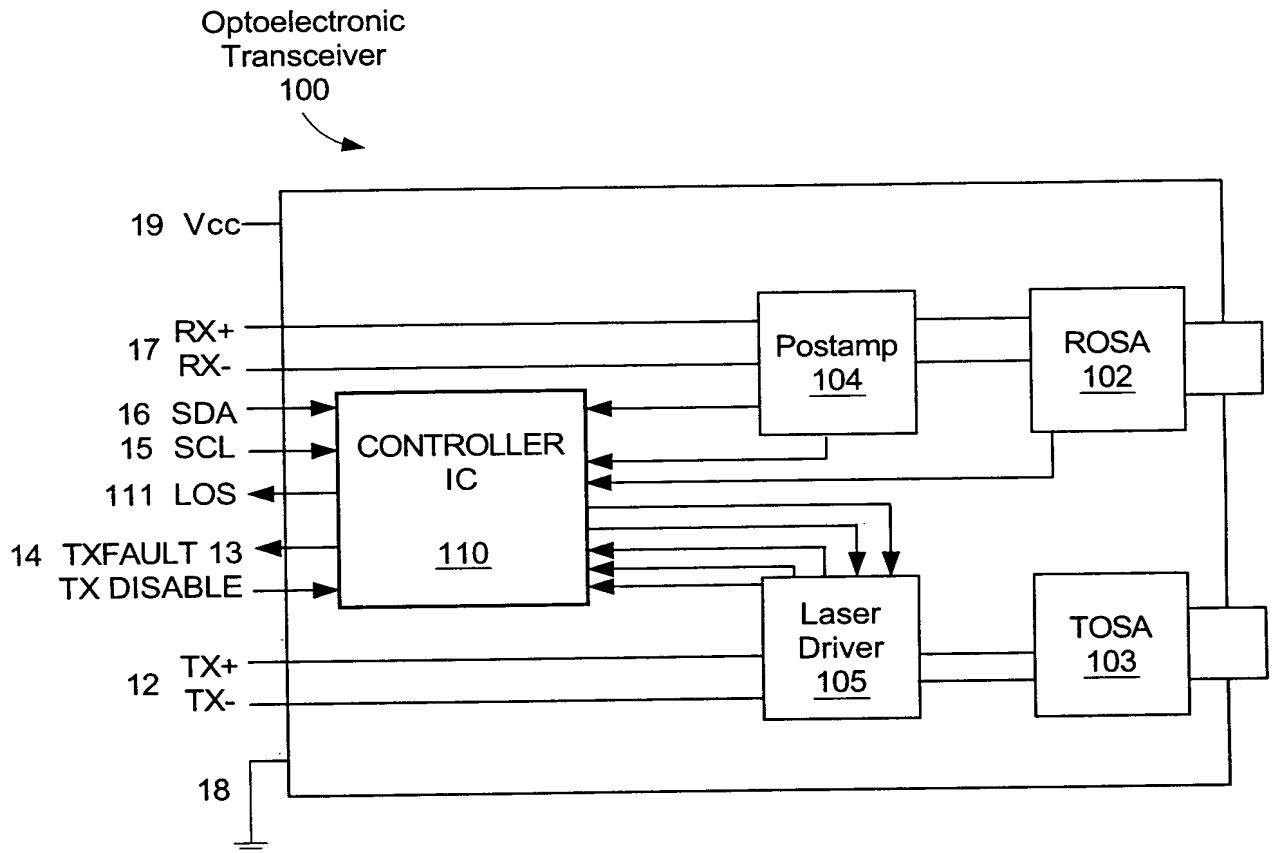 Optoelectronic
Transceiver
100
19 Vcc
17 RX+
RX-
16 SDA
15 SCL
111 LOS
14 TXFAULT 13
TX DISABLE
12 TX+
TX-
18
CONTROLLER
IC
110
Postamp
104
ROSA
102
Laser
Driver
105
TOSA
103